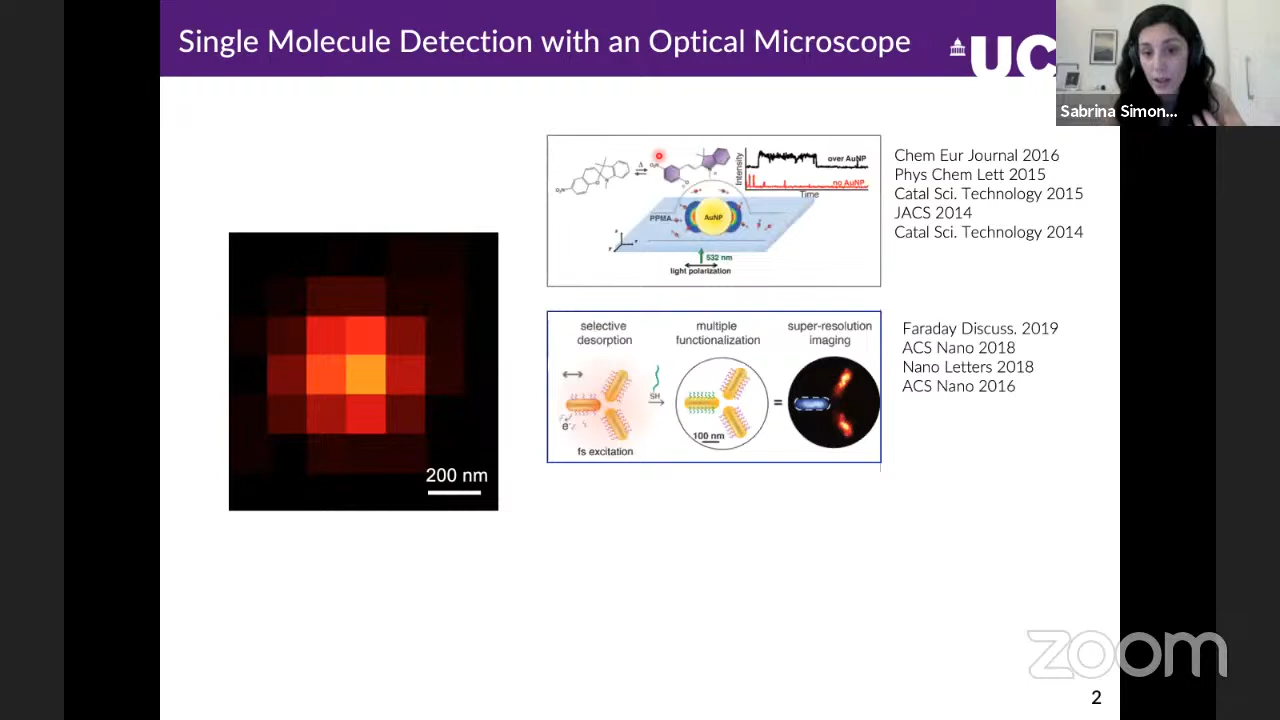 Single Molecule Detection with an Optical Microscope
UC
Sabrina Simon...
Chem Eur Journal 2016
Phys Chem Lett 2015
Catal Sci. Technology 2015
JACS 2014
Catal Sci. Technology 2014
Δ
Intensity
over AuNP
no AuNP
Time
PPMA
AuNP
532 nm
light polarization
selective desorption
multiple functionalization
super-resolution imaging
SH
=
100 nm
fs excitation
Faraday Discuss. 2019
ACS Nano 2018
Nano Letters 2018
ACS Nano 2016
200 nm
zoom
2